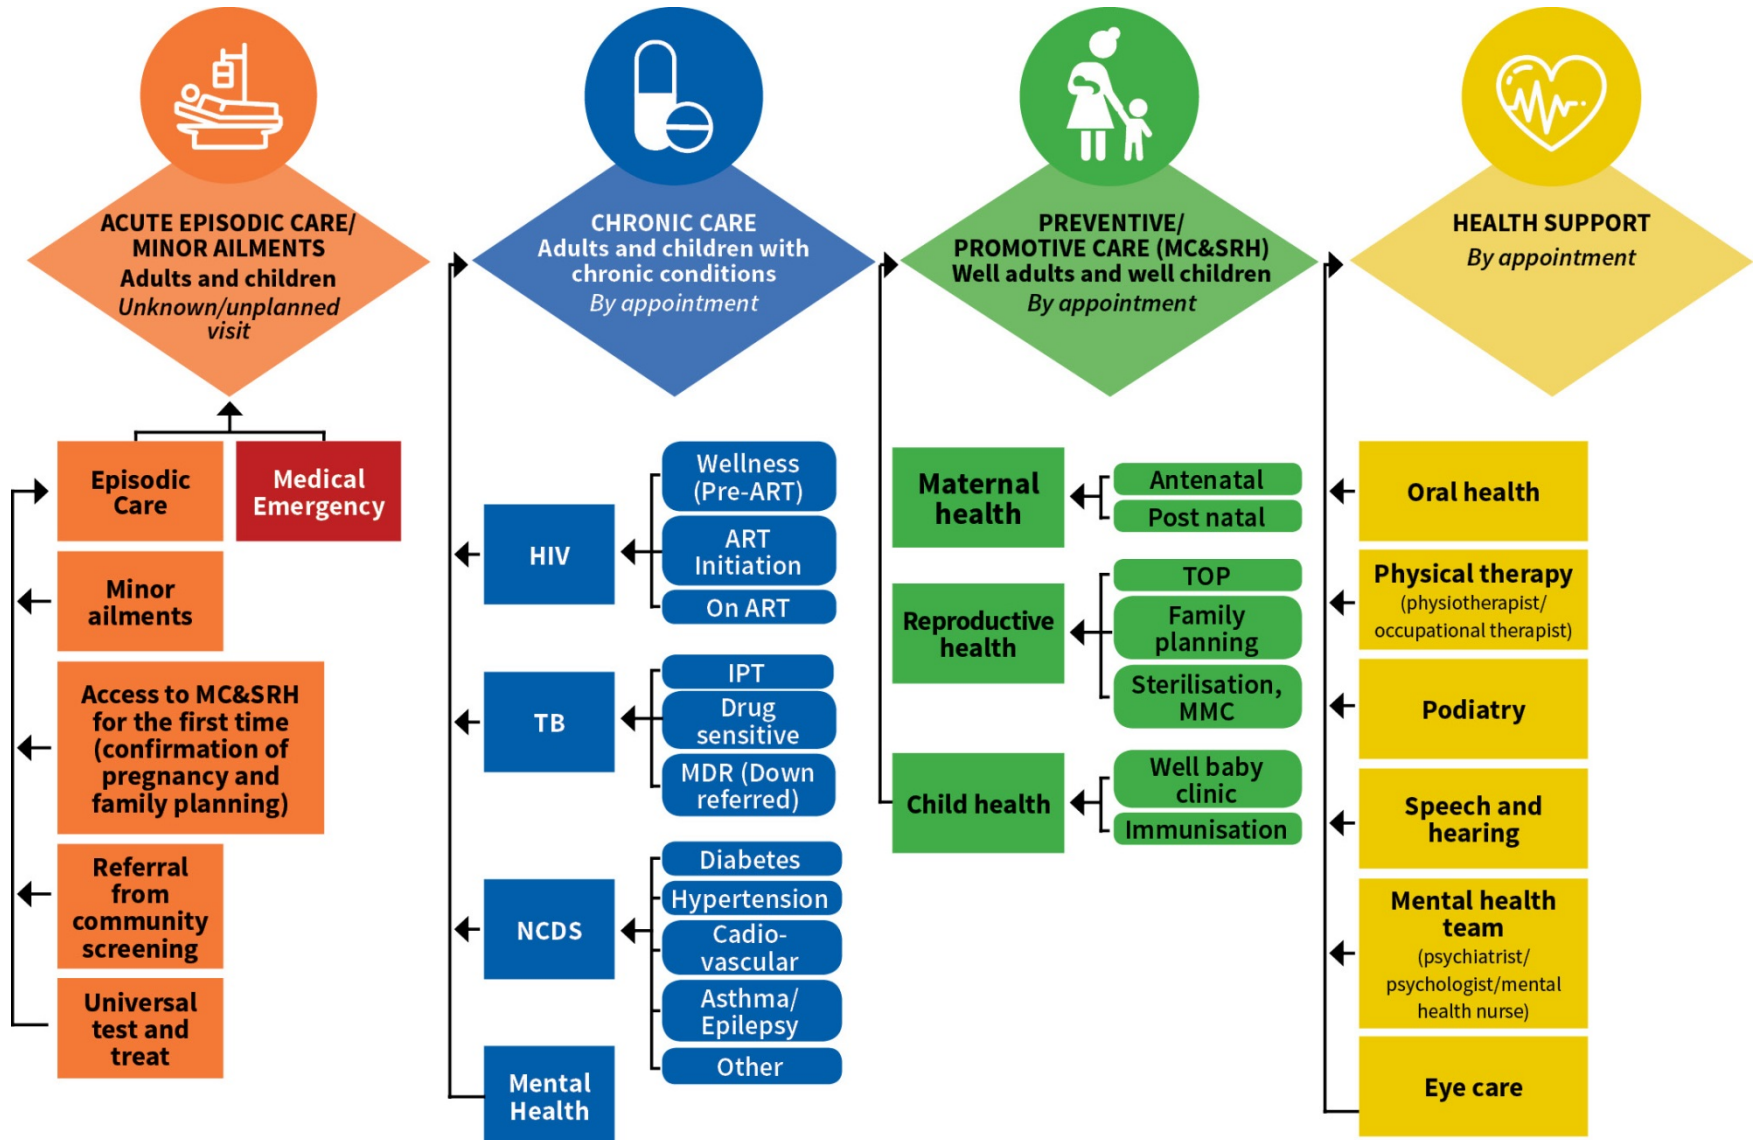 ACUTE EPISODIC CARE/
MINOR AILMENTS
Adults and children
Unknown/unplanned
visit
Episodic
Care
Medical
Emergency
Minor
ailments
Access to MC&SRH
for the first time
(confirmation of
pregnancy and
family planning)
Referral
from
community
screening
Universal
test and
treat
CHRONIC CARE
Adults and children with
chronic conditions
By appointment
HIV
Wellness
(Pre-ART)
ART
Initiation
On ART
TB
IPT
Drug
sensitive
MDR (Down
referred)
NCDS
Diabetes
Hypertension
Cadio-
vascular
Asthma/
Epilepsy
Other
Mental
Health
PREVENTIVE/
PROMOTIVE CARE (MC&SRH)
Well adults and well children
By appointment
Maternal
health
Antenatal
Post natal
Reproductive
health
TOP
Family
planning
Sterilisation,
MMC
Child health
Well baby
clinic
Immunisation
HEALTH SUPPORT
By appointment
Oral health
Physical therapy
(physiotherapist/
occupational therapist)
Podiatry
Speech and
hearing
Mental health
team
(psychiatrist/
psychologist/mental
health nurse)
Eye care